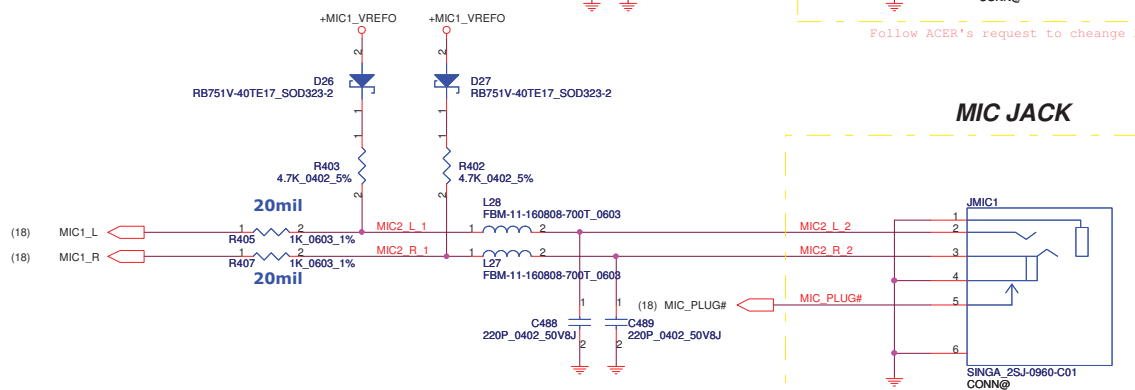 CONN@
Follow ACER's request to cheange
+MIC1_VREFO
+MIC1_VREFO
2
2
D26
RB751V-40TE17_SOD323-2
D27
RB751V-40TE17_SOD323-2
1
1
MIC JACK
1
1
R403
4.7K_0402_5%
R402
4.7K_0402_5%
2
2
20mil
L28
FBM-11-160808-700T_0603
JMIC1
(18) MIC1_L
1
2
MIC2_L_1
1
2
MIC2_L_2
1
2
R405
1K_0603_1%
(18) MIC1_R
1
2
MIC2_R_1
1
2
MIC2_R_2
3
R407
1K_0603_1%
L27
FBM-11-160808-700T_0603
20mil
4
1
1
(18) MIC_PLUG#
MIC_PLUG#
5
C488
220P_0402_50V8J
C489
220P_0402_50V8J
2
2
6
SINGA_2SJ-0960-C01
CONN@